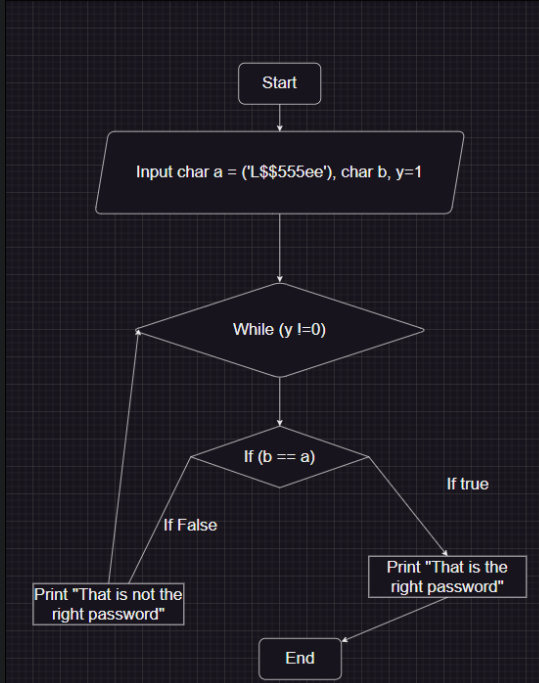 Start
Input char a = ('L$$555ee'), char b, y=1
While (y !=0)
If (b == a)
If true
If False
Print "That is the
right password"
Print "That is not the
right password"
End